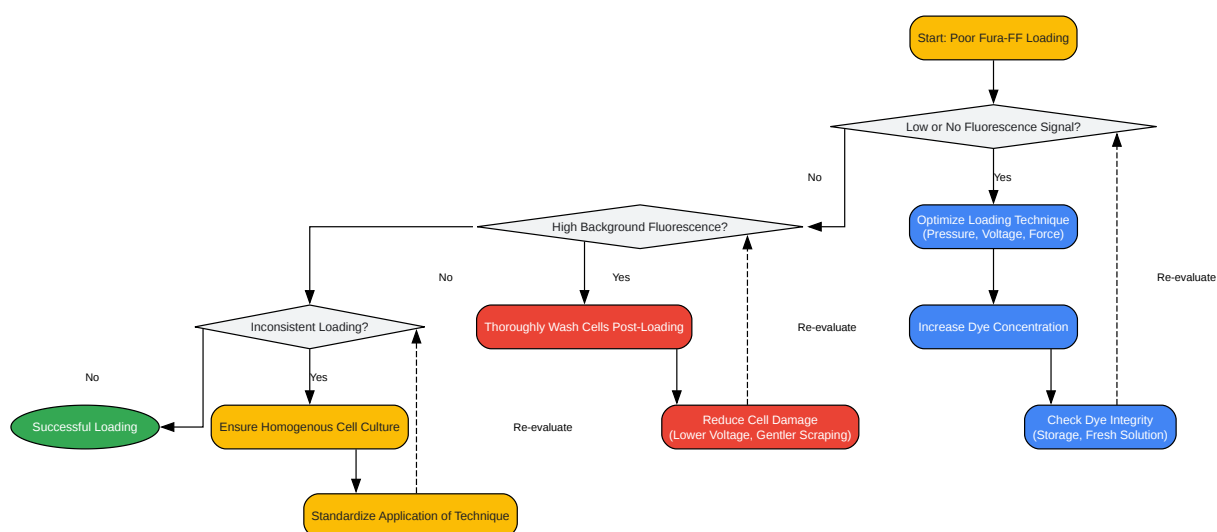 Start: Poor Fura-FF Loading
Low or No Fluorescence Signal?
No
Yes
High Background Fluorescence?
Optimize Loading Technique
(Pressure, Voltage, Force)
No
Yes
Re-evaluate
Inconsistent Loading?
Thoroughly Wash Cells Post-Loading
Re-evaluate
Increase Dye Concentration
No
Yes
Successful Loading
Ensure Homogenous Cell Culture
Re-evaluate
Reduce Cell Damage
(Lower Voltage, Gentler Scraping)
Check Dye Integrity
(Storage, Fresh Solution)
Standardize Application of Technique